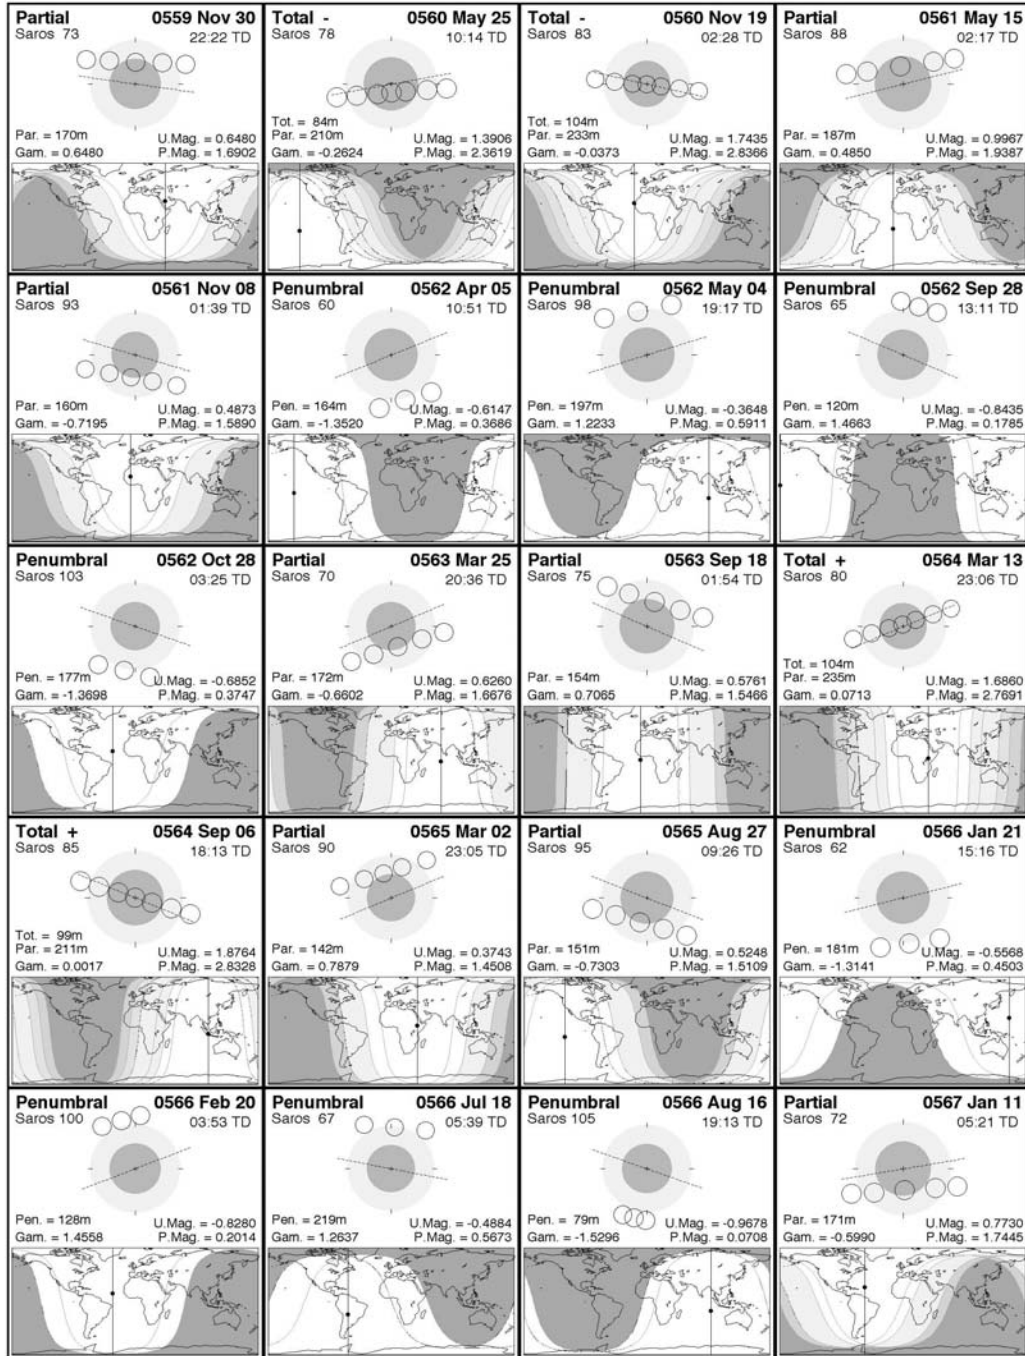 Partial 0559 Nov 30
Saros 73 22:22 TD
Par. = 170m U.Mag. = 0.6480
Gam. = 0.6480 P.Mag. = 1.6902
Total - 0560 May 25
Saros 78 10:14 TD
Tot. = 84m
Par. = 210m U.Mag. = 1.3906
Gam. = -0.2624 P.Mag. = 2.3619
Total - 0560 Nov 19
Saros 83 02:28 TD
Tot. = 104m
Par. = 233m U.Mag. = 1.7435
Gam. = -0.0373 P.Mag. = 2.8366
Partial 0561 May 15
Saros 88 02:17 TD
Par. = 187m U.Mag. = 0.9967
Gam. = 0.4850 P.Mag. = 1.9387
Partial 0561 Nov 08
Saros 93 01:39 TD
Par. = 160m U.Mag. = 0.4873
Gam. = -0.7195 P.Mag. = 1.5890
Penumbral 0562 Apr 05
Saros 60 10:51 TD
Pen. = 164m U.Mag. = -0.6147
Gam. = -1.3520 P.Mag. = 0.3686
Penumbral 0562 May 04
Saros 98 19:17 TD
Pen. = 197m U.Mag. = -0.3648
Gam. = 1.2233 P.Mag. = 0.5911
Penumbral 0562 Sep 28
Saros 65 13:11 TD
Pen. = 120m U.Mag. = -0.8435
Gam. = 1.4663 P.Mag. = 0.1785
Penumbral 0562 Oct 28
Saros 103 03:25 TD
Pen. = 177m U.Mag. = -0.6852
Gam. = -1.3698 P.Mag. = 0.3747
Partial 0563 Mar 25
Saros 70 20:36 TD
Par. = 172m U.Mag. = 0.6260
Gam. = -0.6602 P.Mag. = 1.6676
Partial 0563 Sep 18
Saros 75 01:54 TD
Par. = 154m U.Mag. = 0.5761
Gam. = 0.7065 P.Mag. = 1.5466
Total + 0564 Mar 13
Saros 80 23:06 TD
Tot. = 104m
Par. = 235m U.Mag. = 1.6860
Gam. = 0.0713 P.Mag. = 2.7691
Total + 0564 Sep 06
Saros 85 18:13 TD
Tot. = 99m
Par. = 211m U.Mag. = 1.8764
Gam. = 0.0017 P.Mag. = 2.8328
Partial 0565 Mar 02
Saros 90 23:05 TD
Par. = 142m U.Mag. = 0.3743
Gam. = 0.7879 P.Mag. = 1.4508
Partial 0565 Aug 27
Saros 95 09:26 TD
Par. = 151m U.Mag. = 0.5248
Gam. = -0.7303 P.Mag. = 1.5109
Penumbral 0566 Jan 21
Saros 62 15:16 TD
Pen. = 181m U.Mag. = -0.5568
Gam. = -1.3141 P.Mag. = 0.4503
Penumbral 0566 Feb 20
Saros 100 03:53 TD
Pen. = 128m U.Mag. = -0.8280
Gam. = 1.4558 P.Mag. = 0.2014
Penumbral 0566 Jul 18
Saros 67 05:39 TD
Pen. = 219m U.Mag. = -0.4884
Gam. = 1.2637 P.Mag. = 0.5673
Penumbral 0566 Aug 16
Saros 105 19:13 TD
Pen. = 79m U.Mag. = -0.9678
Gam. = -1.5296 P.Mag. = 0.0708
Partial 0567 Jan 11
Saros 72 05:21 TD
Par. = 171m U.Mag. = 0.7730
Gam. = -0.5990 P.Mag. = 1.7445